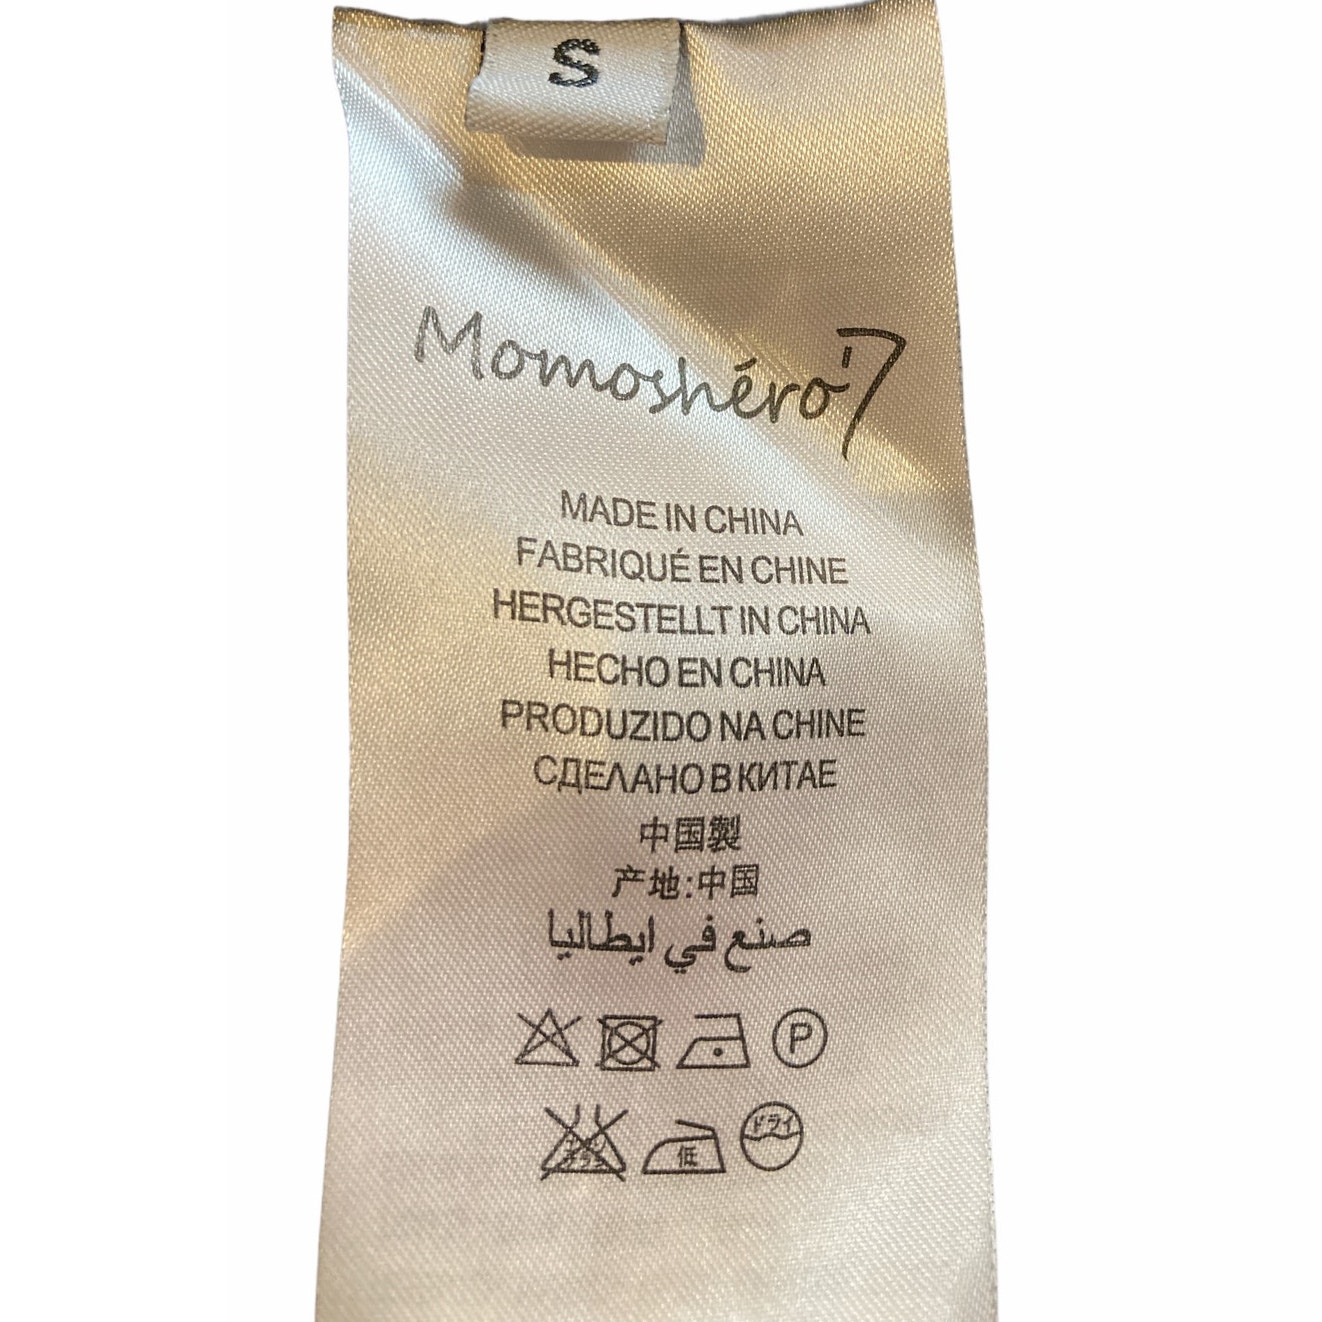 S
Momoshéro'7
MADE IN CHINA
FABRIQUÉ EN CHINE
HERGESTELLT IN CHINA
HECHO EN CHINA
PRODUZIDO NA CHINE
СДЕЛАНО В КИТАЕ
中国製
产地:中国
صنع في ايطاليا
P
低 ドライ